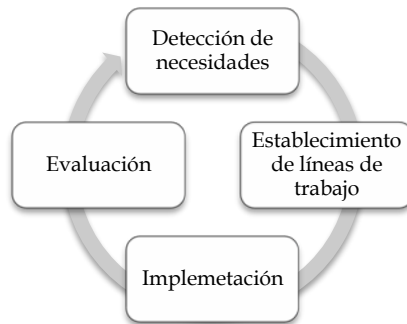 Detección de
necesidades
Establecimiento
de líneas de
trabajo
Implemetación
Evaluación